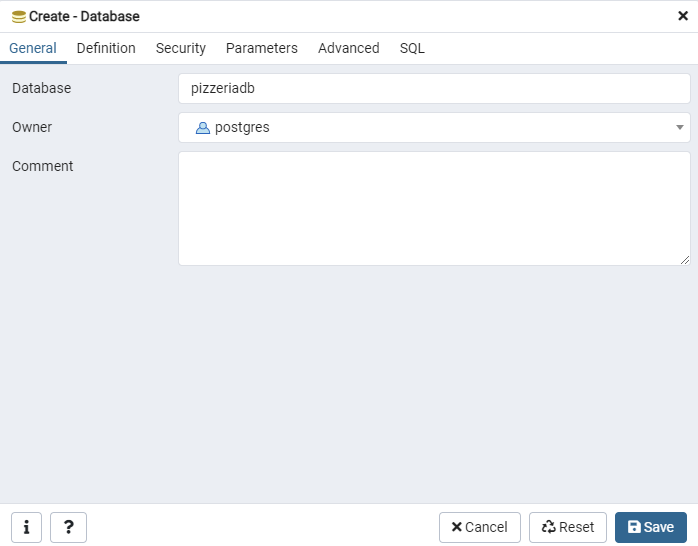 Create - Database
General Definition Security Parameters Advanced SQL
Database pizzeriadb
Owner postgres
Comment
i ? Cancel Reset Save